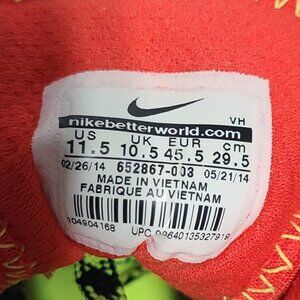 VH
nikebetterworld.com
US UK EUR cm
11.5 10.5 45.5 29.5
02/26/14 652867-003 05/21/14
MADE IN VIETNAM
FABRIQUE AU VIETNAM
104904168
UPC